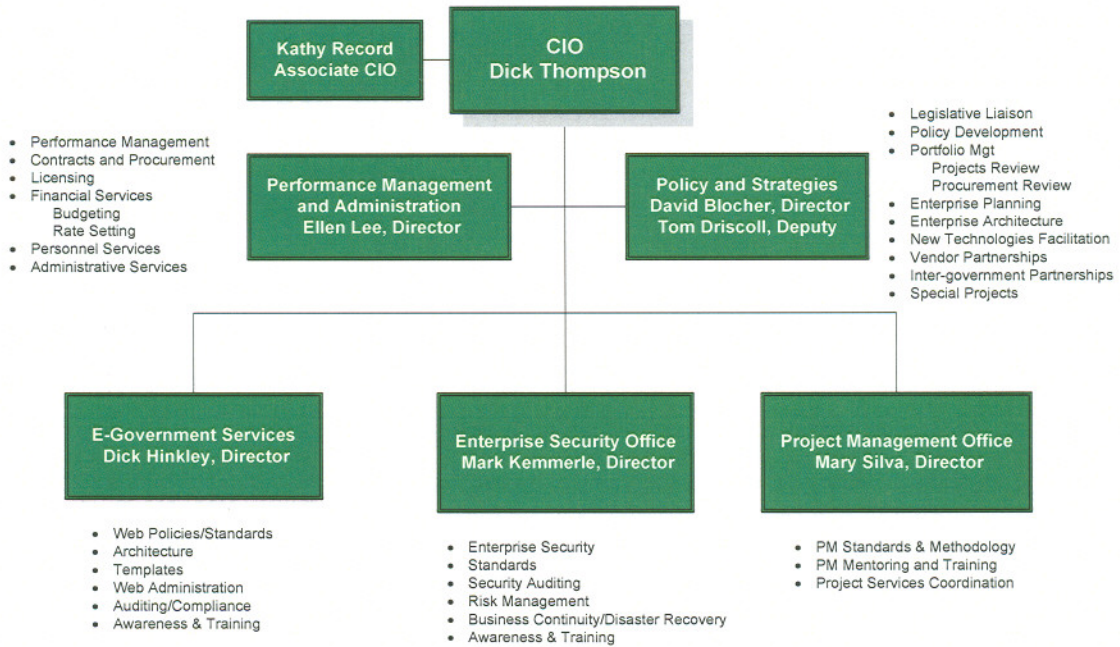 Kathy Record
Associate CIO
CIO
Dick Thompson
• Performance Management
• Contracts and Procurement
• Licensing
• Financial Services
Budgeting
Rate Setting
• Personnel Services
• Administrative Services
Performance Management
and Administration
Ellen Lee, Director
Policy and Strategies
David Blocher, Director
Tom Driscoll, Deputy
• Legislative Liaison
• Policy Development
• Portfolio Mgt
Projects Review
Procurement Review
• Enterprise Planning
• Enterprise Architecture
• New Technologies Facilitation
• Vendor Partnerships
• Inter-government Partnerships
• Special Projects
E-Government Services
Dick Hinkley, Director
Enterprise Security Office
Mark Kemmerle, Director
Project Management Office
Mary Silva, Director
• Web Policies/Standards
• Architecture
• Templates
• Web Administration
• Auditing/Compliance
• Awareness & Training
• Enterprise Security
• Standards
• Security Auditing
• Risk Management
• Business Continuity/Disaster Recovery
• Awareness & Training
• PM Standards & Methodology
• PM Mentoring and Training
• Project Services Coordination